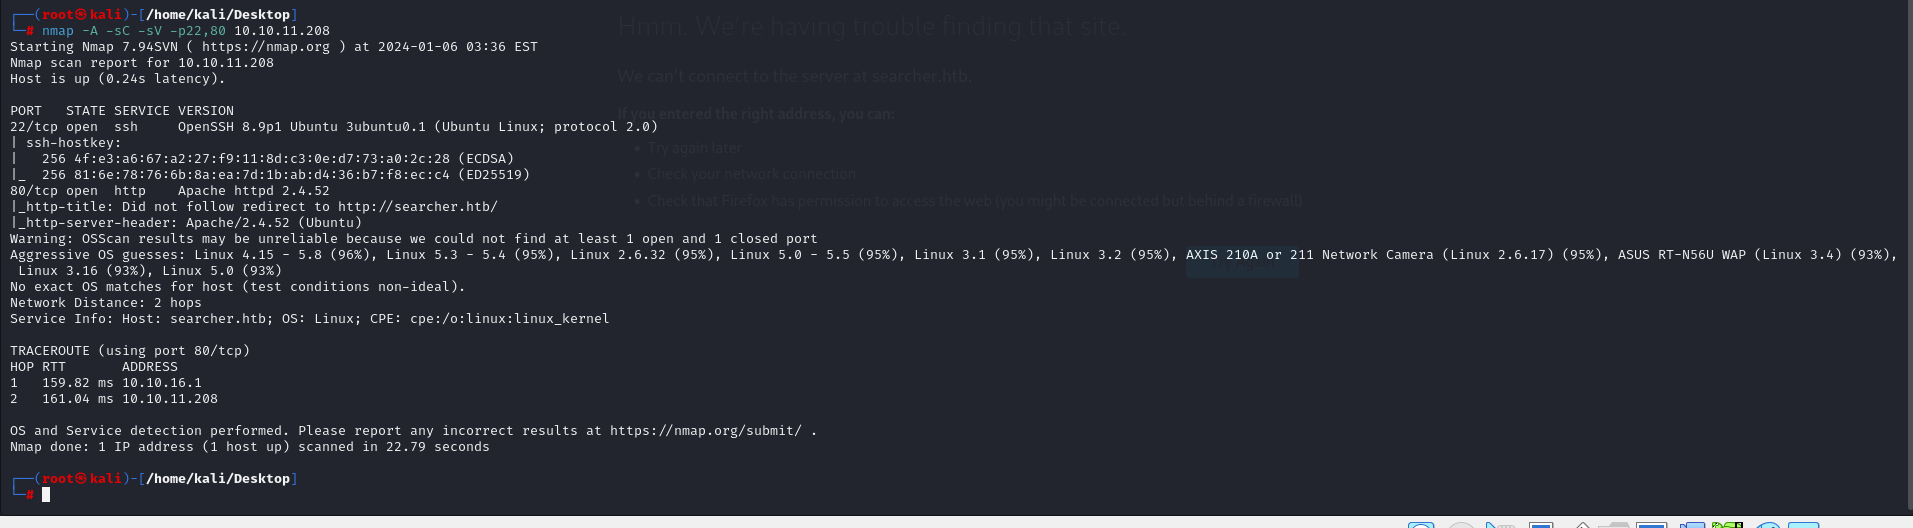 ┌──(root㉿kali)-[/home/kali/Desktop]
└─# nmap -A -sC -sV -p22,80 10.10.11.208
Starting Nmap 7.94SVN ( https://nmap.org ) at 2024-01-06 03:36 EST
Nmap scan report for 10.10.11.208
Host is up (0.24s latency).

PORT   STATE SERVICE VERSION
22/tcp open  ssh     OpenSSH 8.9p1 Ubuntu 3ubuntu0.1 (Ubuntu Linux; protocol 2.0)
| ssh-hostkey:
|   256 4f:e3:a6:67:a2:27:f9:11:8d:c3:0e:d7:73:a0:2c:28 (ECDSA)
|_  256 81:6e:78:76:6b:8a:ea:7d:1b:ab:d4:36:b7:f8:ec:c4 (ED25519)
80/tcp open  http    Apache httpd 2.4.52
|_http-title: Did not follow redirect to http://searcher.htb/
|_http-server-header: Apache/2.4.52 (Ubuntu)
Warning: OSScan results may be unreliable because we could not find at least 1 open and 1 closed port
Aggressive OS guesses: Linux 4.15 - 5.8 (96%), Linux 5.3 - 5.4 (95%), Linux 2.6.32 (95%), Linux 5.0 - 5.5 (95%), Linux 3.1 (95%), Linux 3.2 (95%), AXIS 210A or 211 Network Camera (Linux 2.6.17) (95%), ASUS RT-N56U WAP (Linux 3.4) (93%),
 Linux 3.16 (93%), Linux 5.0 (93%)
No exact OS matches for host (test conditions non-ideal).
Network Distance: 2 hops
Service Info: Host: searcher.htb; OS: Linux; CPE: cpe:/o:linux:linux_kernel

TRACEROUTE (using port 80/tcp)
HOP RTT       ADDRESS
1   159.82 ms 10.10.16.1
2   161.04 ms 10.10.11.208

OS and Service detection performed. Please report any incorrect results at https://nmap.org/submit/ .
Nmap done: 1 IP address (1 host up) scanned in 22.79 seconds

┌──(root㉿kali)-[/home/kali/Desktop]
└─#
Hmm. We're having trouble finding that site.
We can't connect to the server at searcher.htb.
If you entered the right address, you can:
• Try again later
• Check your network connection
• Check that Firefox has permission to access the web (you might be connected but behind a firewall)